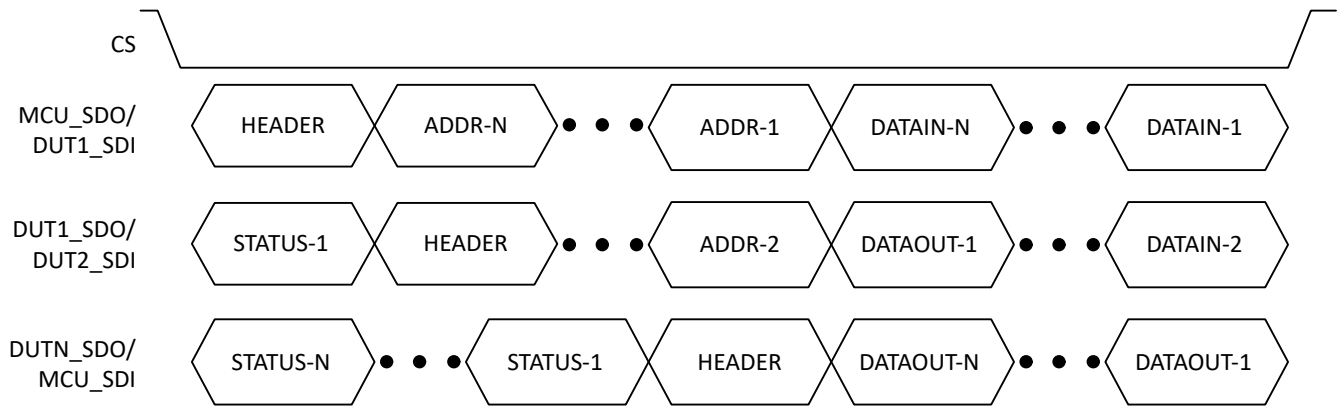 CS
MCU_SDO/
DUT1_SDI
HEADER
ADDR-N
ADDR-1
DATAIN-N
DATAIN-1
DUT1_SDO/
DUT2_SDI
STATUS-1
HEADER
ADDR-2
DATAOUT-1
DATAIN-2
DUTN_SDO/
MCU_SDI
STATUS-N
STATUS-1
HEADER
DATAOUT-N
DATAOUT-1